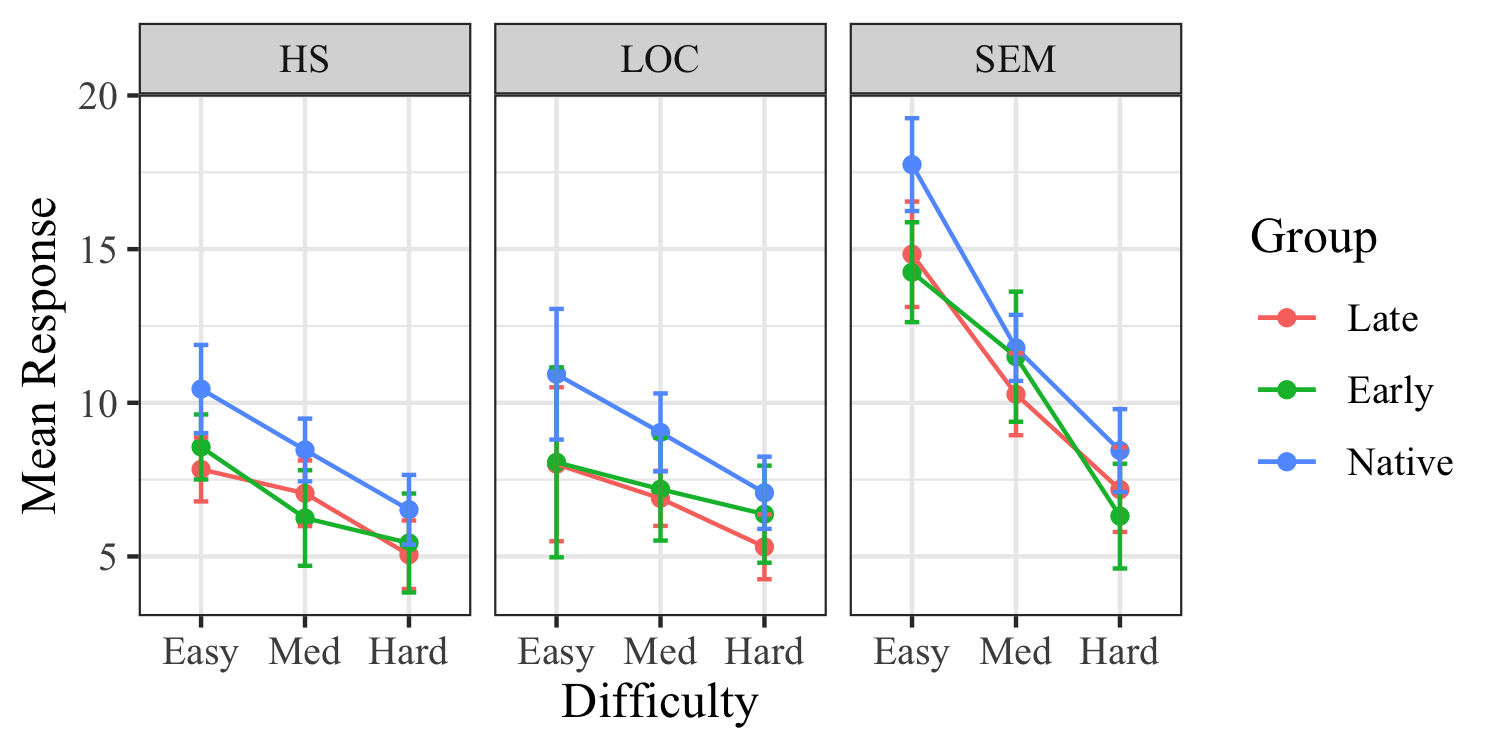 HS
LOC
SEM
20
15
10
5
Mean Response
Easy Med Hard
Easy Med Hard
Easy Med Hard
Difficulty
Group
Late
Early
Native